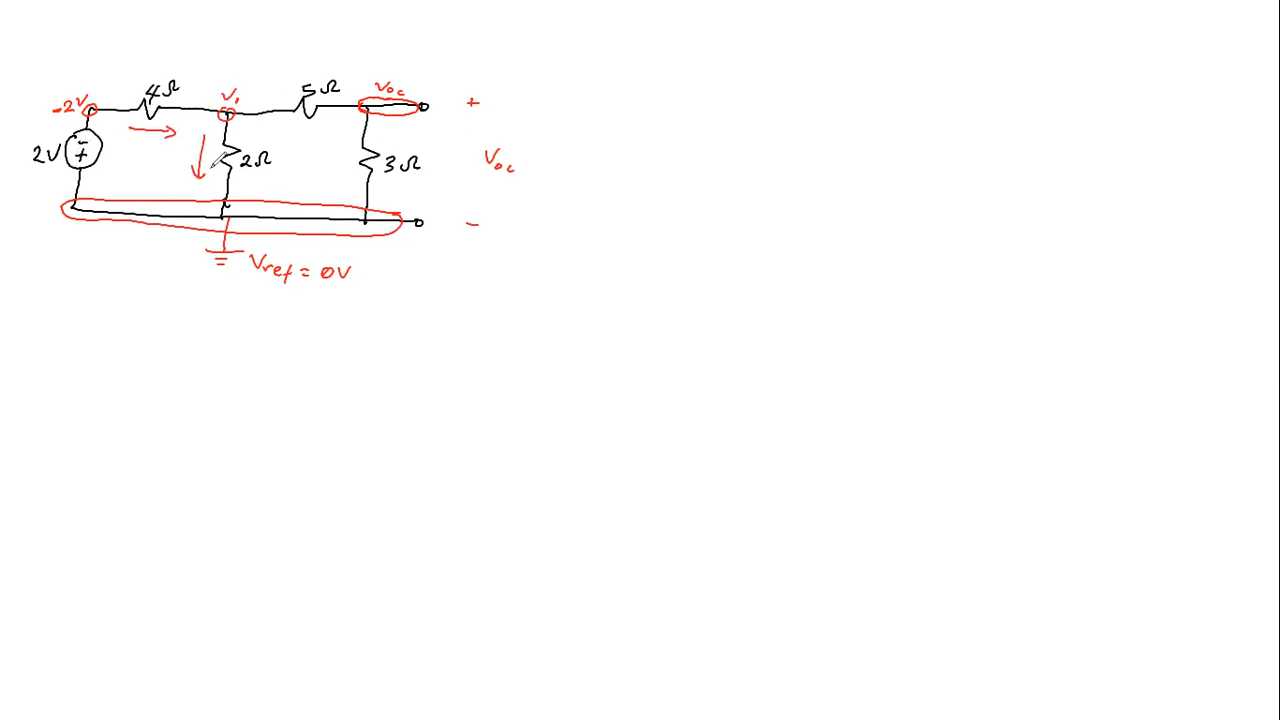 4Ω
V₁
5Ω
Voc
-2V
+
2V
-
+
2Ω
3Ω
Voc
-
Vref = 0V